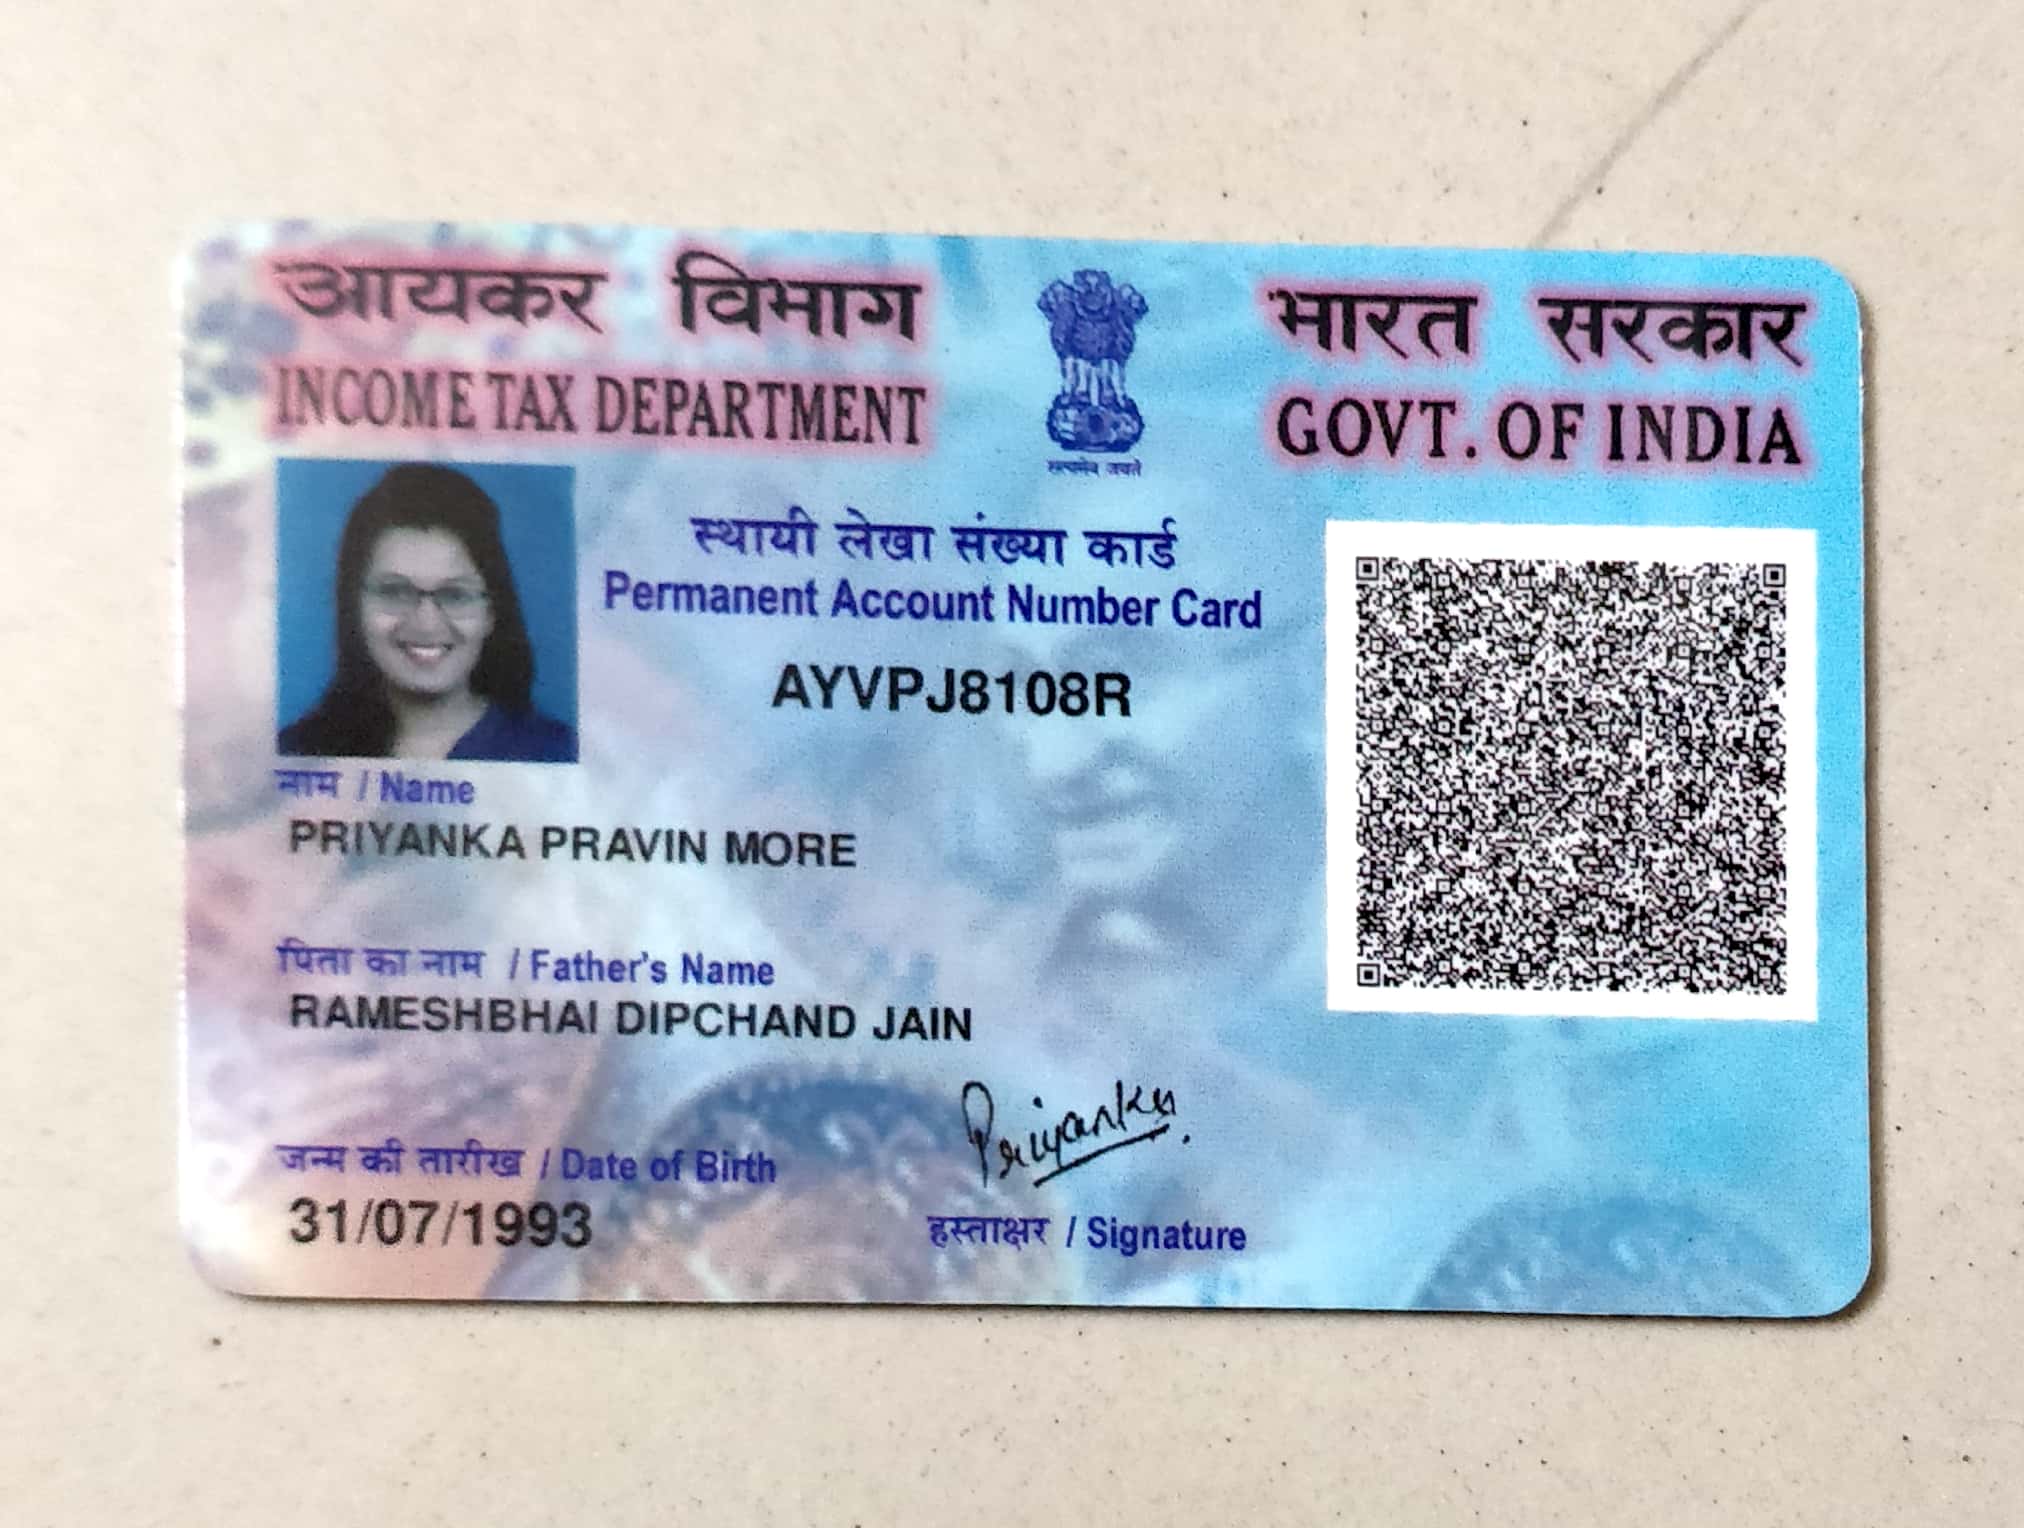 आयकर विभाग
INCOME TAX DEPARTMENT
भारत सरकार
GOVT. OF INDIA
सत्यमेव जयते
स्थायी लेखा संख्या कार्ड
Permanent Account Number Card
AYVPJ8108R
नाम / Name
PRIYANKA PRAVIN MORE
पिता का नाम / Father's Name
RAMESHBHAI DIPCHAND JAIN
जन्म की तारीख / Date of Birth
31/07/1993
Priyanka
हस्ताक्षर / Signature